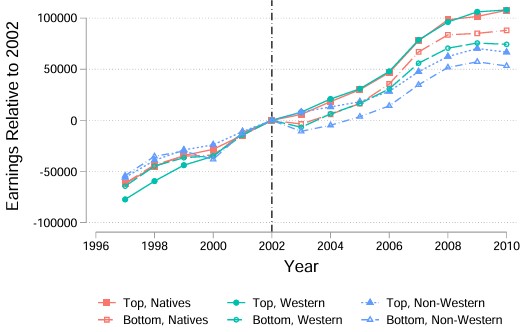 Earnings Relative to 2002
100000
50000
0
-50000
-100000
1996 1998 2000 2002 2004 2006 2008 2010
Year
Top, Natives Top, Western Top, Non-Western
Bottom, Natives Bottom, Western Bottom, Non-Western